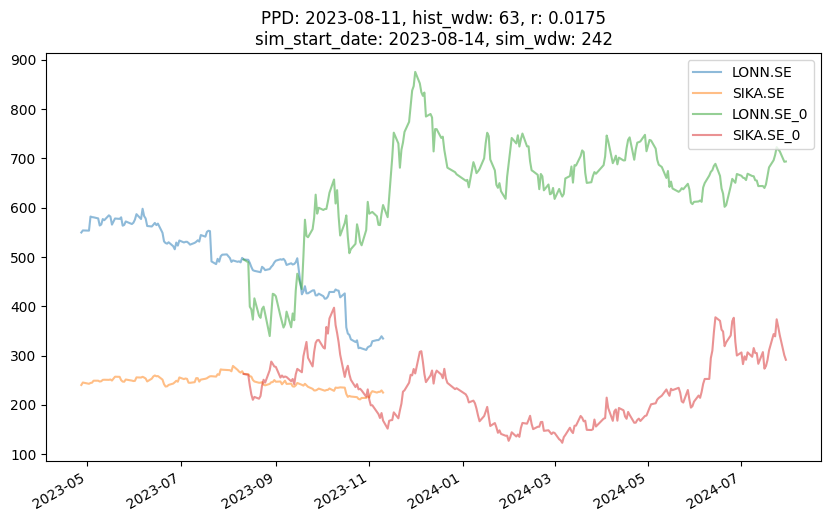 PPD: 2023-08-11, hist_wdw: 63, r: 0.0175
sim_start_date: 2023-08-14, sim_wdw: 242
LONN.SE
SIKA.SE
LONN.SE_0
SIKA.SE_0
900
800
700
600
500
400
300
200
100
2023-05
2023-07
2023-09
2023-11
2024-01
2024-03
2024-05
2024-07